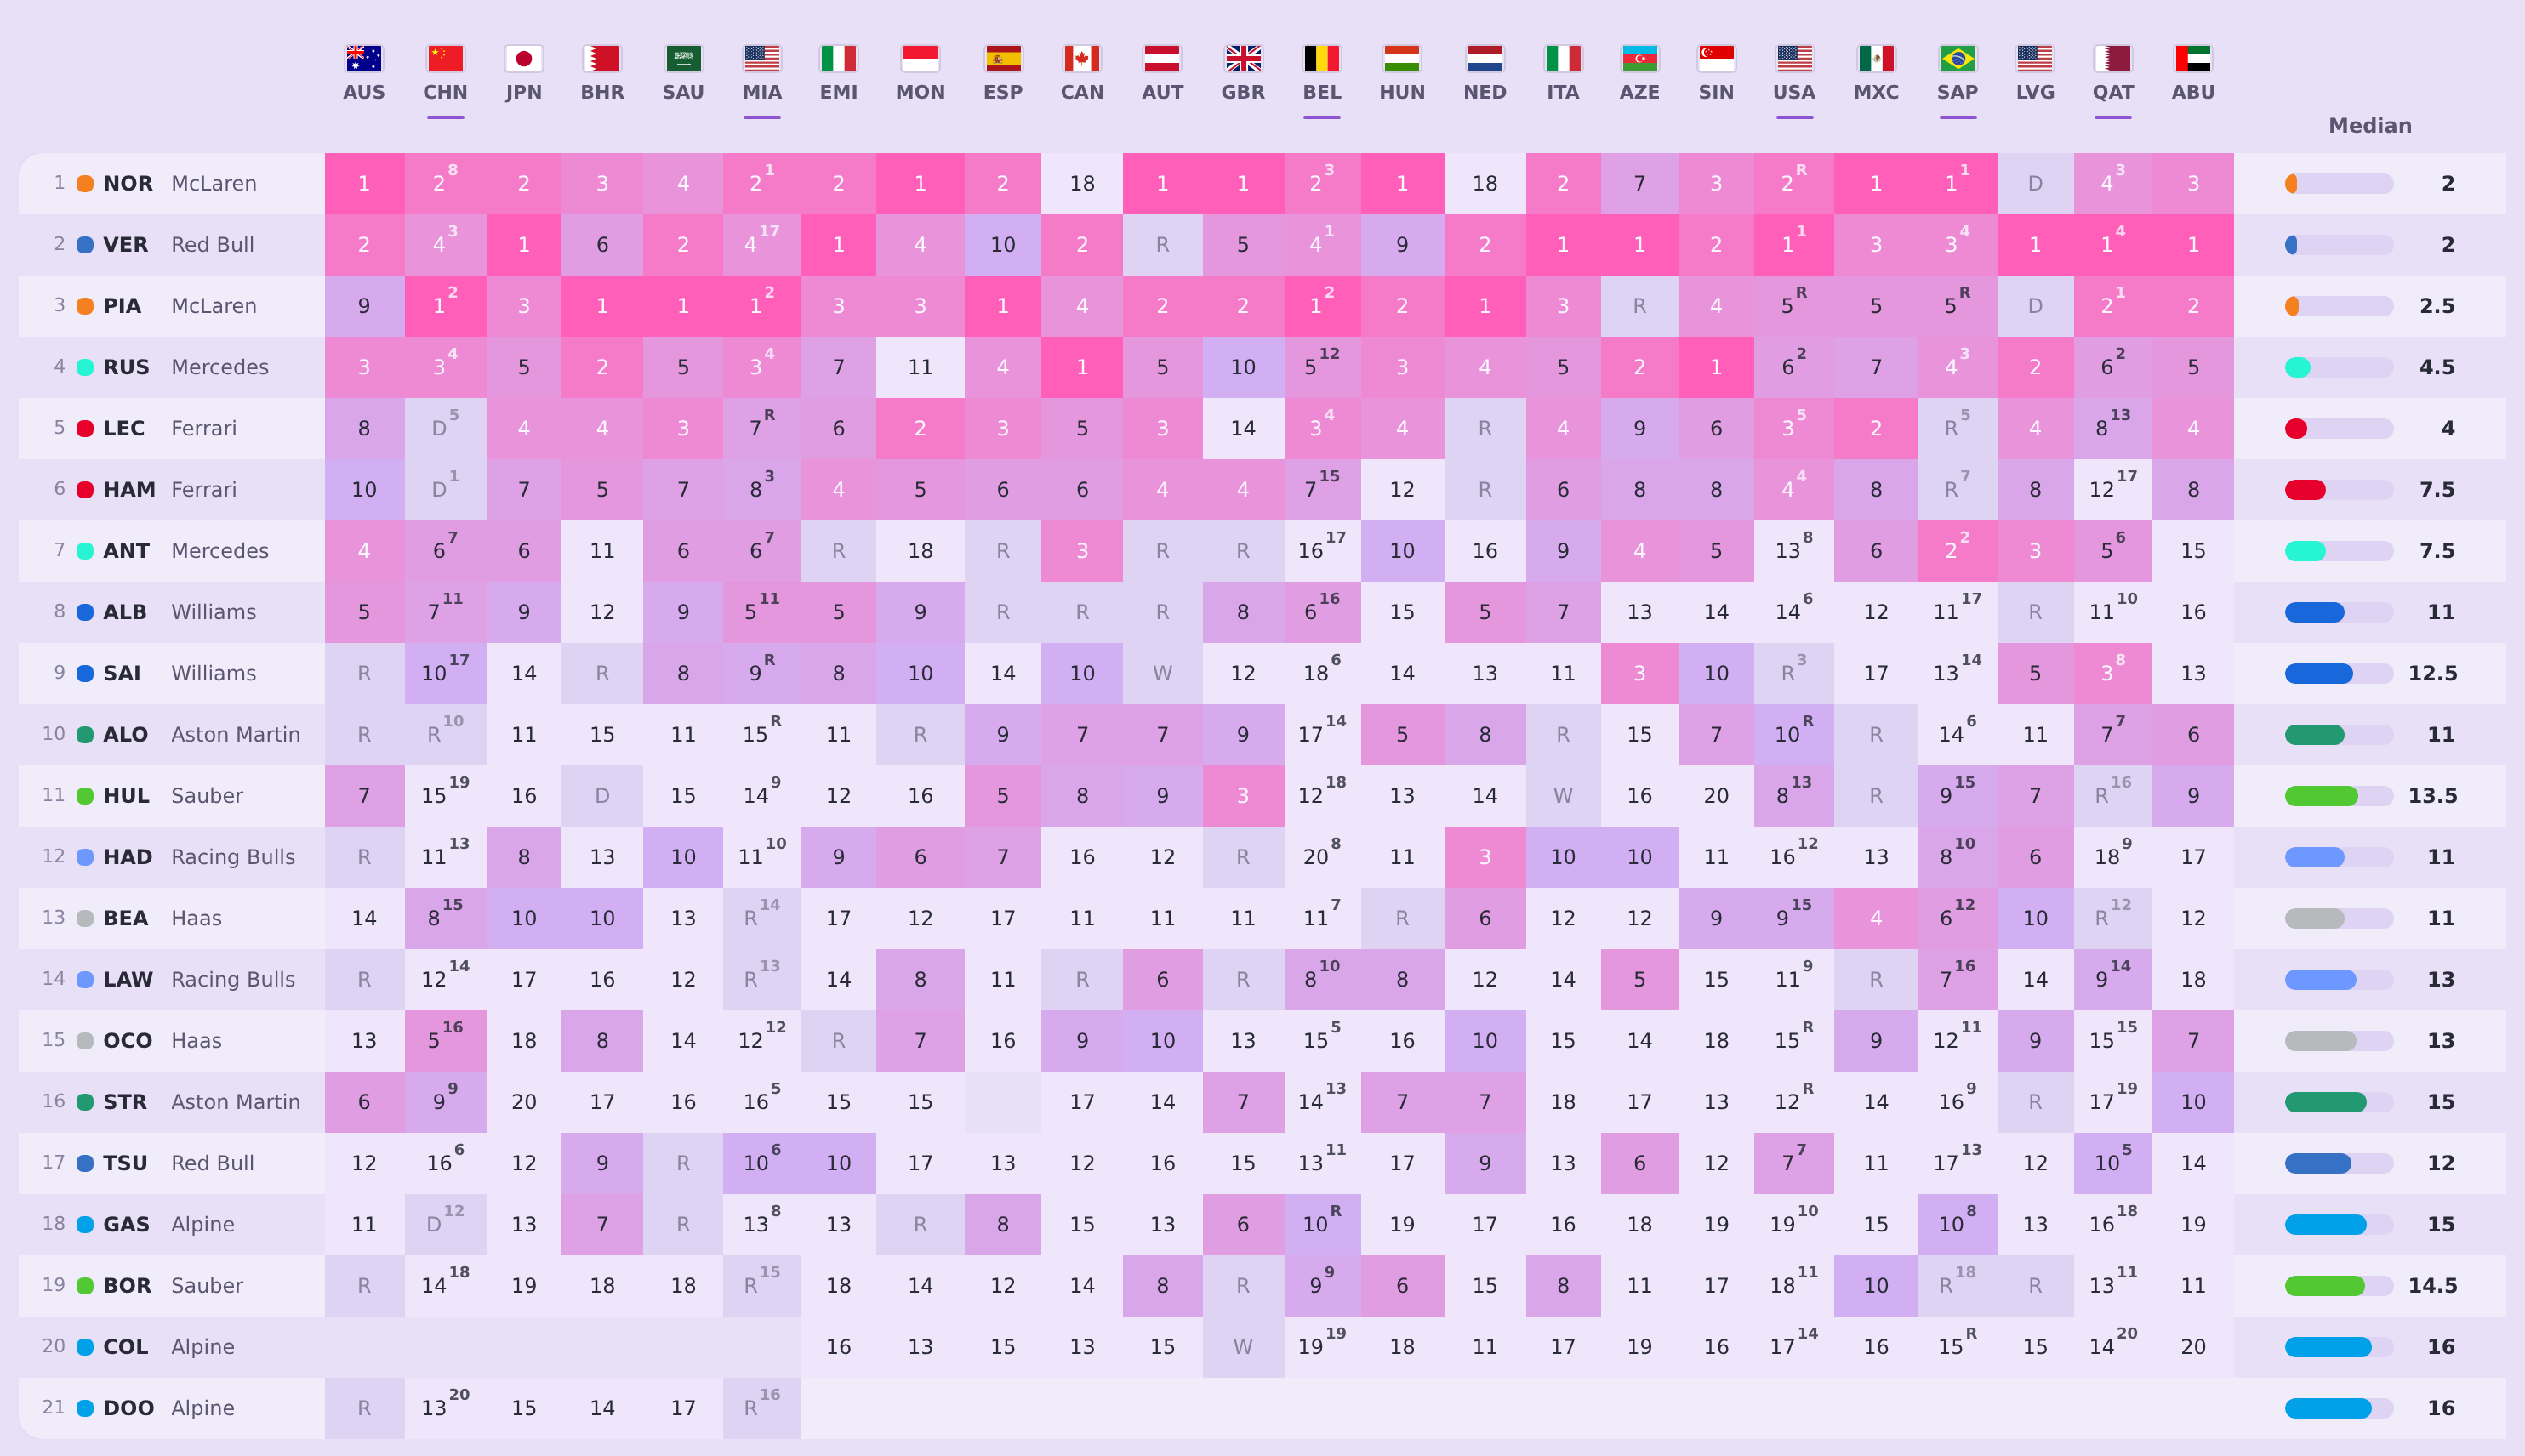 AUS CHN JPN BHR SAU MIA EMI MON ESP CAN AUT GBR BEL HUN NED ITA AZE SIN USA MXC SAP LVG QAT ABU
Median
1 NOR McLaren 1 2 8 2 3 4 2 1 2 1 2 18 1 1 2 3 1 18 2 7 3 2 R 1 1 1 D 4 3 3 2
2 VER Red Bull 2 4 3 1 6 2 4 17 1 4 10 2 R 5 4 1 9 2 1 1 2 1 1 3 3 4 1 1 4 1 2
3 PIA McLaren 9 1 2 3 1 1 1 2 3 3 1 4 2 2 1 2 2 1 3 R 4 5 R 5 5 R D 2 1 2 2.5
4 RUS Mercedes 3 3 4 5 2 5 3 4 7 11 4 1 5 10 5 12 3 4 5 2 1 6 2 7 4 3 2 6 2 5 4.5
5 LEC Ferrari 8 D 5 4 4 3 7 R 6 2 3 5 3 14 3 4 4 R 4 9 6 3 5 2 R 5 4 8 13 4 4
6 HAM Ferrari 10 D 1 7 5 7 8 3 4 5 6 6 4 4 7 15 12 R 6 8 8 4 4 8 R 7 8 12 17 8 7.5
7 ANT Mercedes 4 6 7 6 11 6 6 7 R 18 R 3 R R 16 17 10 16 9 4 5 13 8 6 2 2 3 5 6 15 7.5
8 ALB Williams 5 7 11 9 12 9 5 11 5 9 R R R 8 6 16 15 5 7 13 14 14 6 12 11 17 R 11 10 16 11
9 SAI Williams R 10 17 14 R 8 9 R 8 10 14 10 W 12 18 6 14 13 11 3 10 R 3 17 13 14 5 3 8 13 12.5
10 ALO Aston Martin R R 10 11 15 11 15 R 11 R 9 7 7 9 17 14 5 8 R 15 7 10 R R 14 6 11 7 7 6 11
11 HUL Sauber 7 15 19 16 D 15 14 9 12 16 5 8 9 3 12 18 13 14 W 16 20 8 13 R 9 15 7 R 16 9 13.5
12 HAD Racing Bulls R 11 13 8 13 10 11 10 9 6 7 16 12 R 20 8 11 3 10 10 11 16 12 13 8 10 6 18 9 17 11
13 BEA Haas 14 8 15 10 10 13 R 14 17 12 17 11 11 11 11 7 R 6 12 12 9 9 15 4 6 12 10 R 12 12 11
14 LAW Racing Bulls R 12 14 17 16 12 R 13 14 8 11 R 6 R 8 10 8 12 14 5 15 11 9 R 7 16 14 9 14 18 13
15 OCO Haas 13 5 16 18 8 14 12 12 R 7 16 9 10 13 15 5 16 10 15 14 18 15 R 9 12 11 9 15 15 7 13
16 STR Aston Martin 6 9 9 20 17 16 16 5 15 15 17 14 7 14 13 7 7 18 17 13 12 R 14 16 9 R 17 19 10 15
17 TSU Red Bull 12 16 6 12 9 R 10 6 10 17 13 12 16 15 13 11 17 9 13 6 12 7 7 11 17 13 12 10 5 14 12
18 GAS Alpine 11 D 12 13 7 R 13 8 13 R 8 15 13 6 10 R 19 17 16 18 19 19 10 15 10 8 13 16 18 19 15
19 BOR Sauber R 14 18 19 18 18 R 15 18 14 12 14 8 R 9 9 6 15 8 11 17 18 11 10 R 18 R 13 11 11 14.5
20 COL Alpine 16 13 15 13 15 W 19 19 18 11 17 19 16 17 14 16 15 R 15 14 20 20 16
21 DOO Alpine R 13 20 15 14 17 R 16 16